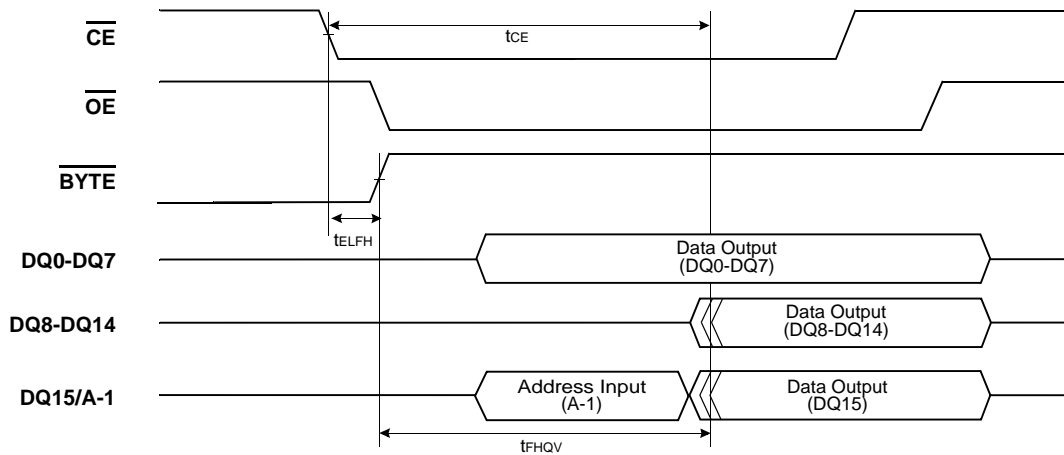 CE
tCE
OE
BYTE
tELFH
DQ0-DQ7
Data Output
(DQ0-DQ7)
DQ8-DQ14
Data Output
(DQ8-DQ14)
DQ15/A-1
Address Input
(A-1)
Data Output
(DQ15)
tFHQV